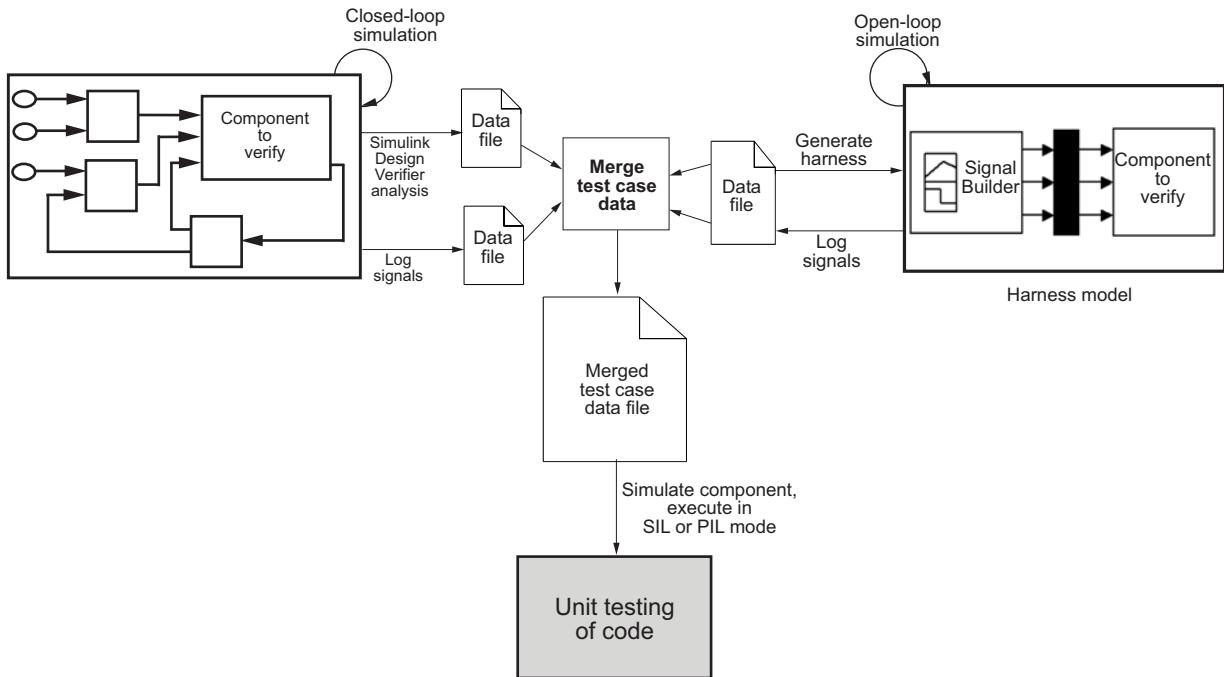 Closed-loop
simulation
Component
to
verify
Simulink
Design
Verifier
analysis
Log
signals
Data
file
Data
file
Merge
test case
data
Data
file
Generate
harness
Log
signals
Open-loop
simulation
Signal
Builder
Component
to
verify
Harness model
Merged
test case
data file
Simulate component,
execute in
SIL or PIL mode
Unit testing
of code